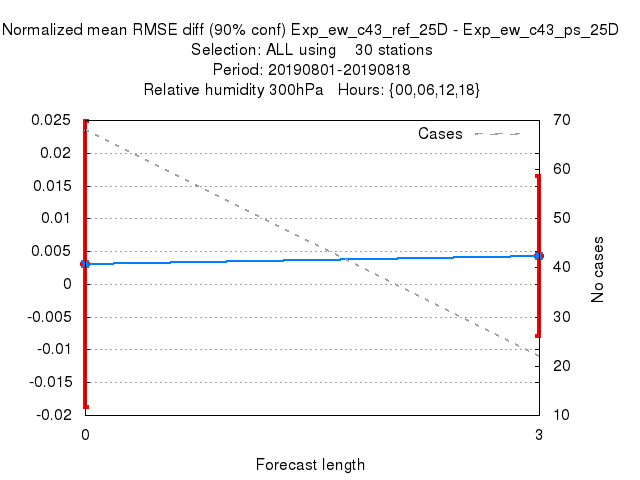 Normalized mean RMSE diff (90% conf) Exp_ew_c43_ref_25D - Exp_ew_c43_ps_25D
Selection: ALL using 30 stations
Period: 20190801-20190818
Relative humidity 300hPa Hours: {00,06,12,18}
Cases
0.025
0.02
0.015
0.01
0.005
0
-0.005
-0.01
-0.015
-0.02
70
60
50
40
30
20
10
No cases
0
3
Forecast length